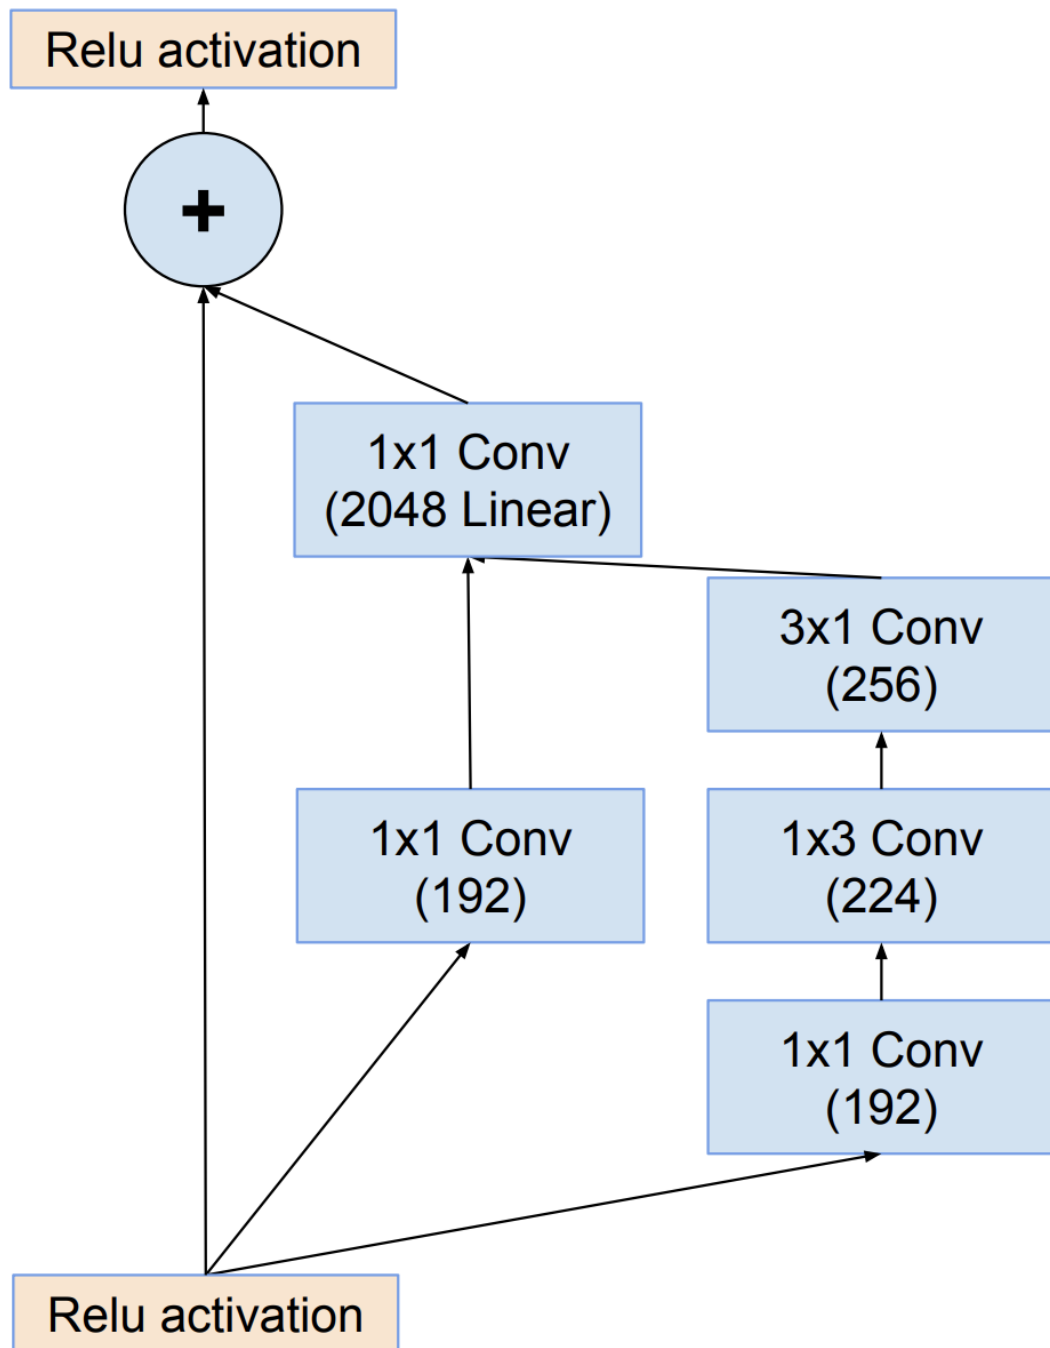 Relu activation
+
1x1 Conv
(2048 Linear)
3x1 Conv
(256)
1x1 Conv
(192)
1x3 Conv
(224)
1x1 Conv
(192)
Relu activation